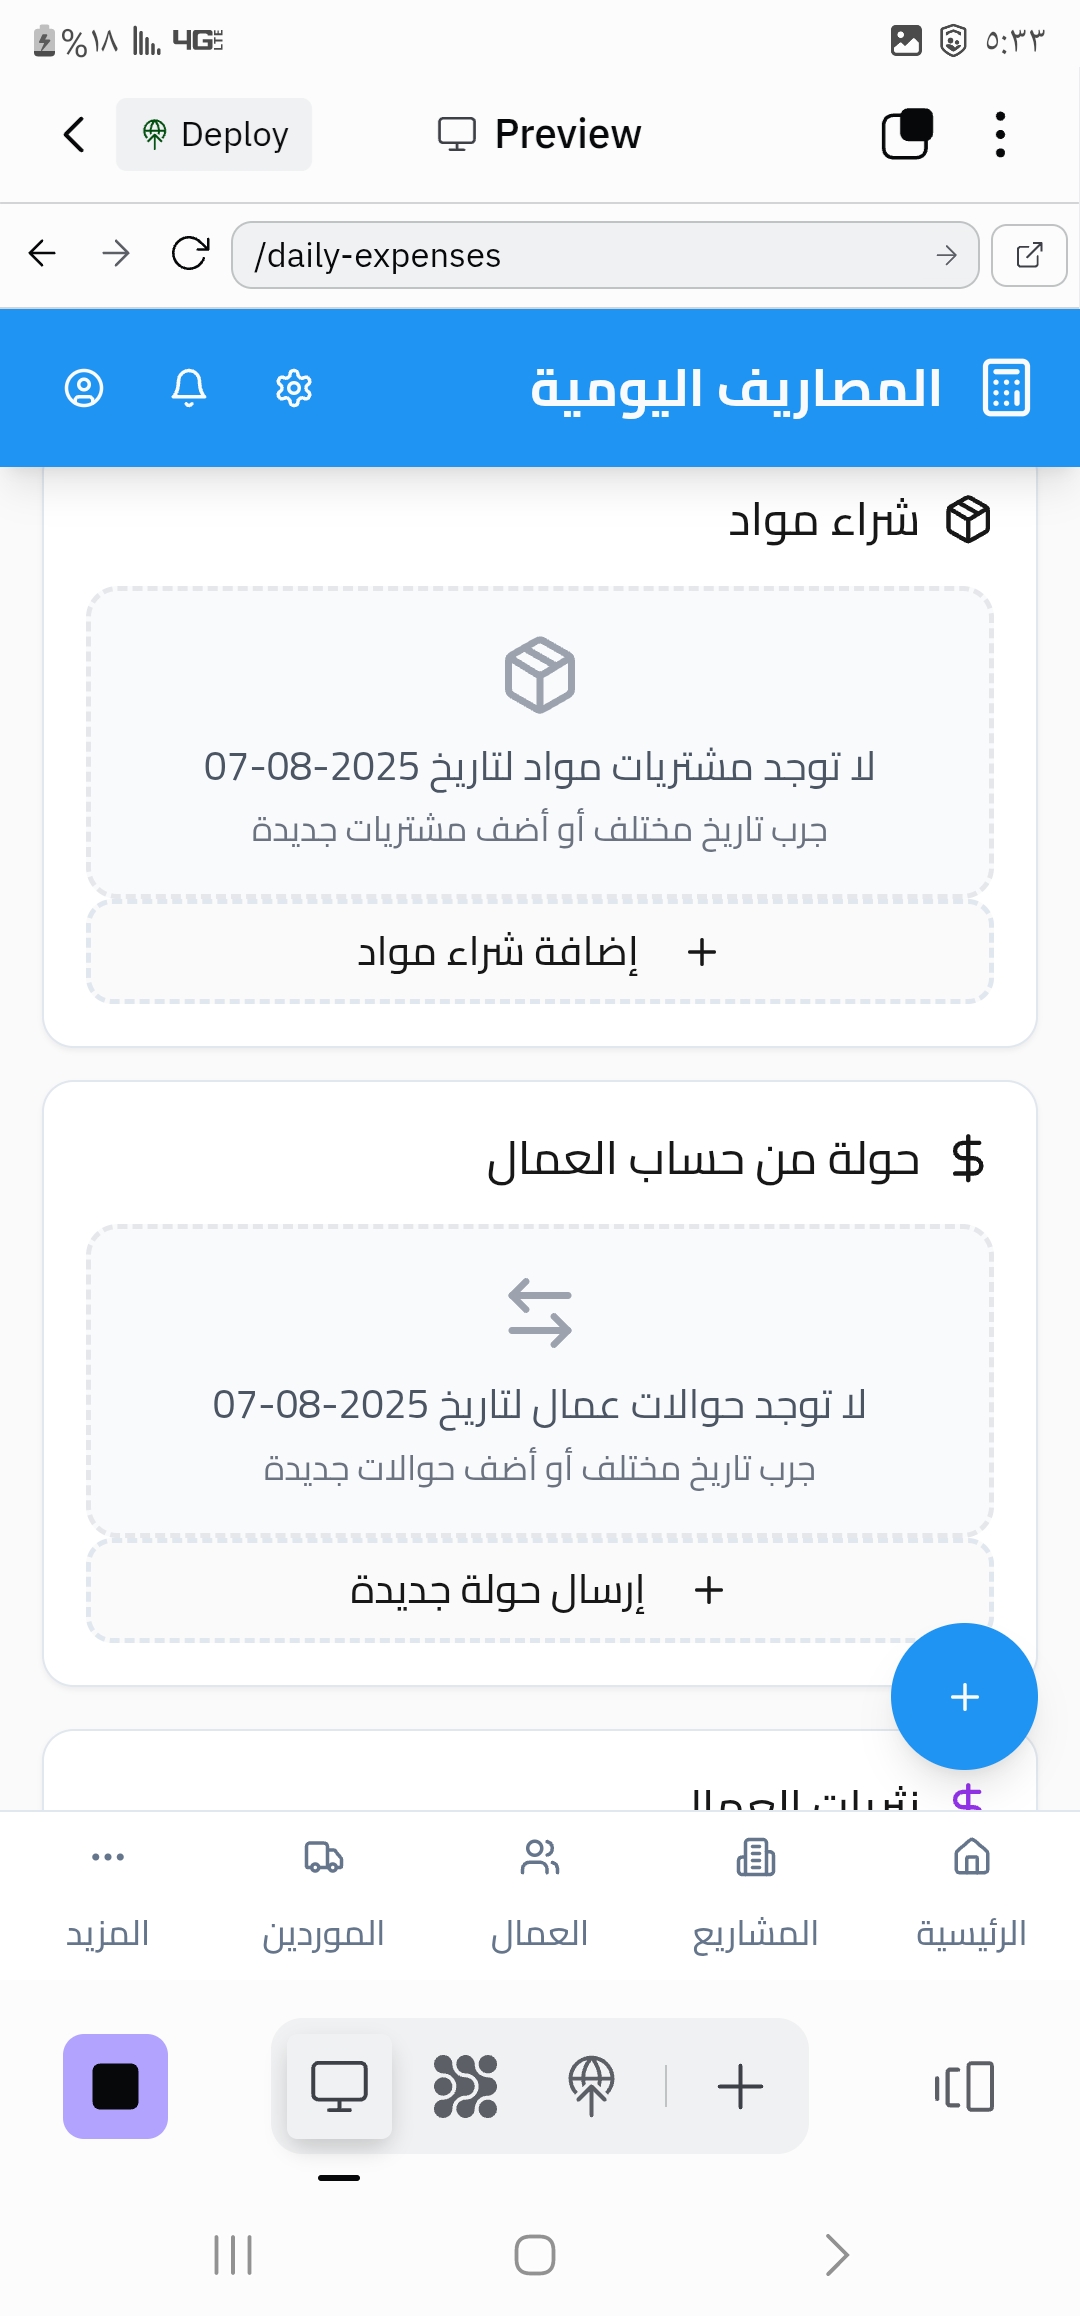 %١٨ 4G LTE ٥:٣٣
Deploy Preview
/daily-expenses
المصاريف اليومية
شراء مواد
لا توجد مشتريات مواد لتاريخ 2025-08-07
جرب تاريخ مختلف أو أضف مشتريات جديدة
إضافة شراء مواد
حولة من حساب العمال
لا توجد حوالات عمال لتاريخ 2025-08-07
جرب تاريخ مختلف أو أضف حوالات جديدة
إرسال حولة جديدة
نثريات العمال
الرئيسية المشاريع العمال الموردين المزيد